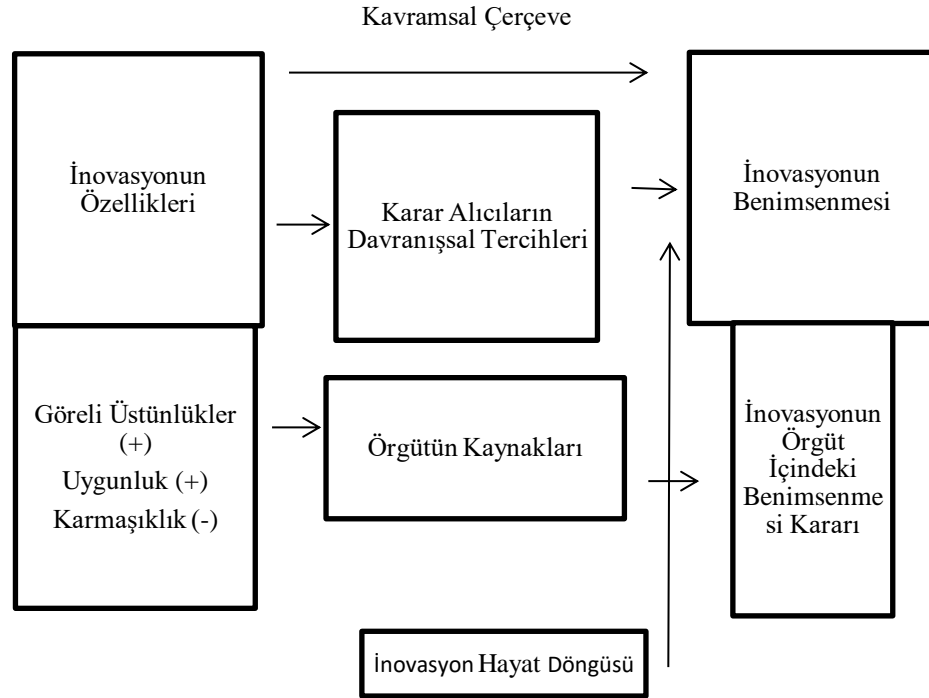 Kavramsal Çerçeve
İnovasyonun
Özellikleri
Karar Alıcıların
Davranışsal Tercihleri
İnovasyonun
Benimsenmesi
Göreli Üstünlükler
(+)
Uygunluk (+)
Karmaşıklık (-)
Örgütün Kaynakları
İnovasyonun
Örgüt
İçindeki
Benimsenme
si Kararı
İnovasyon Hayat Döngüsü